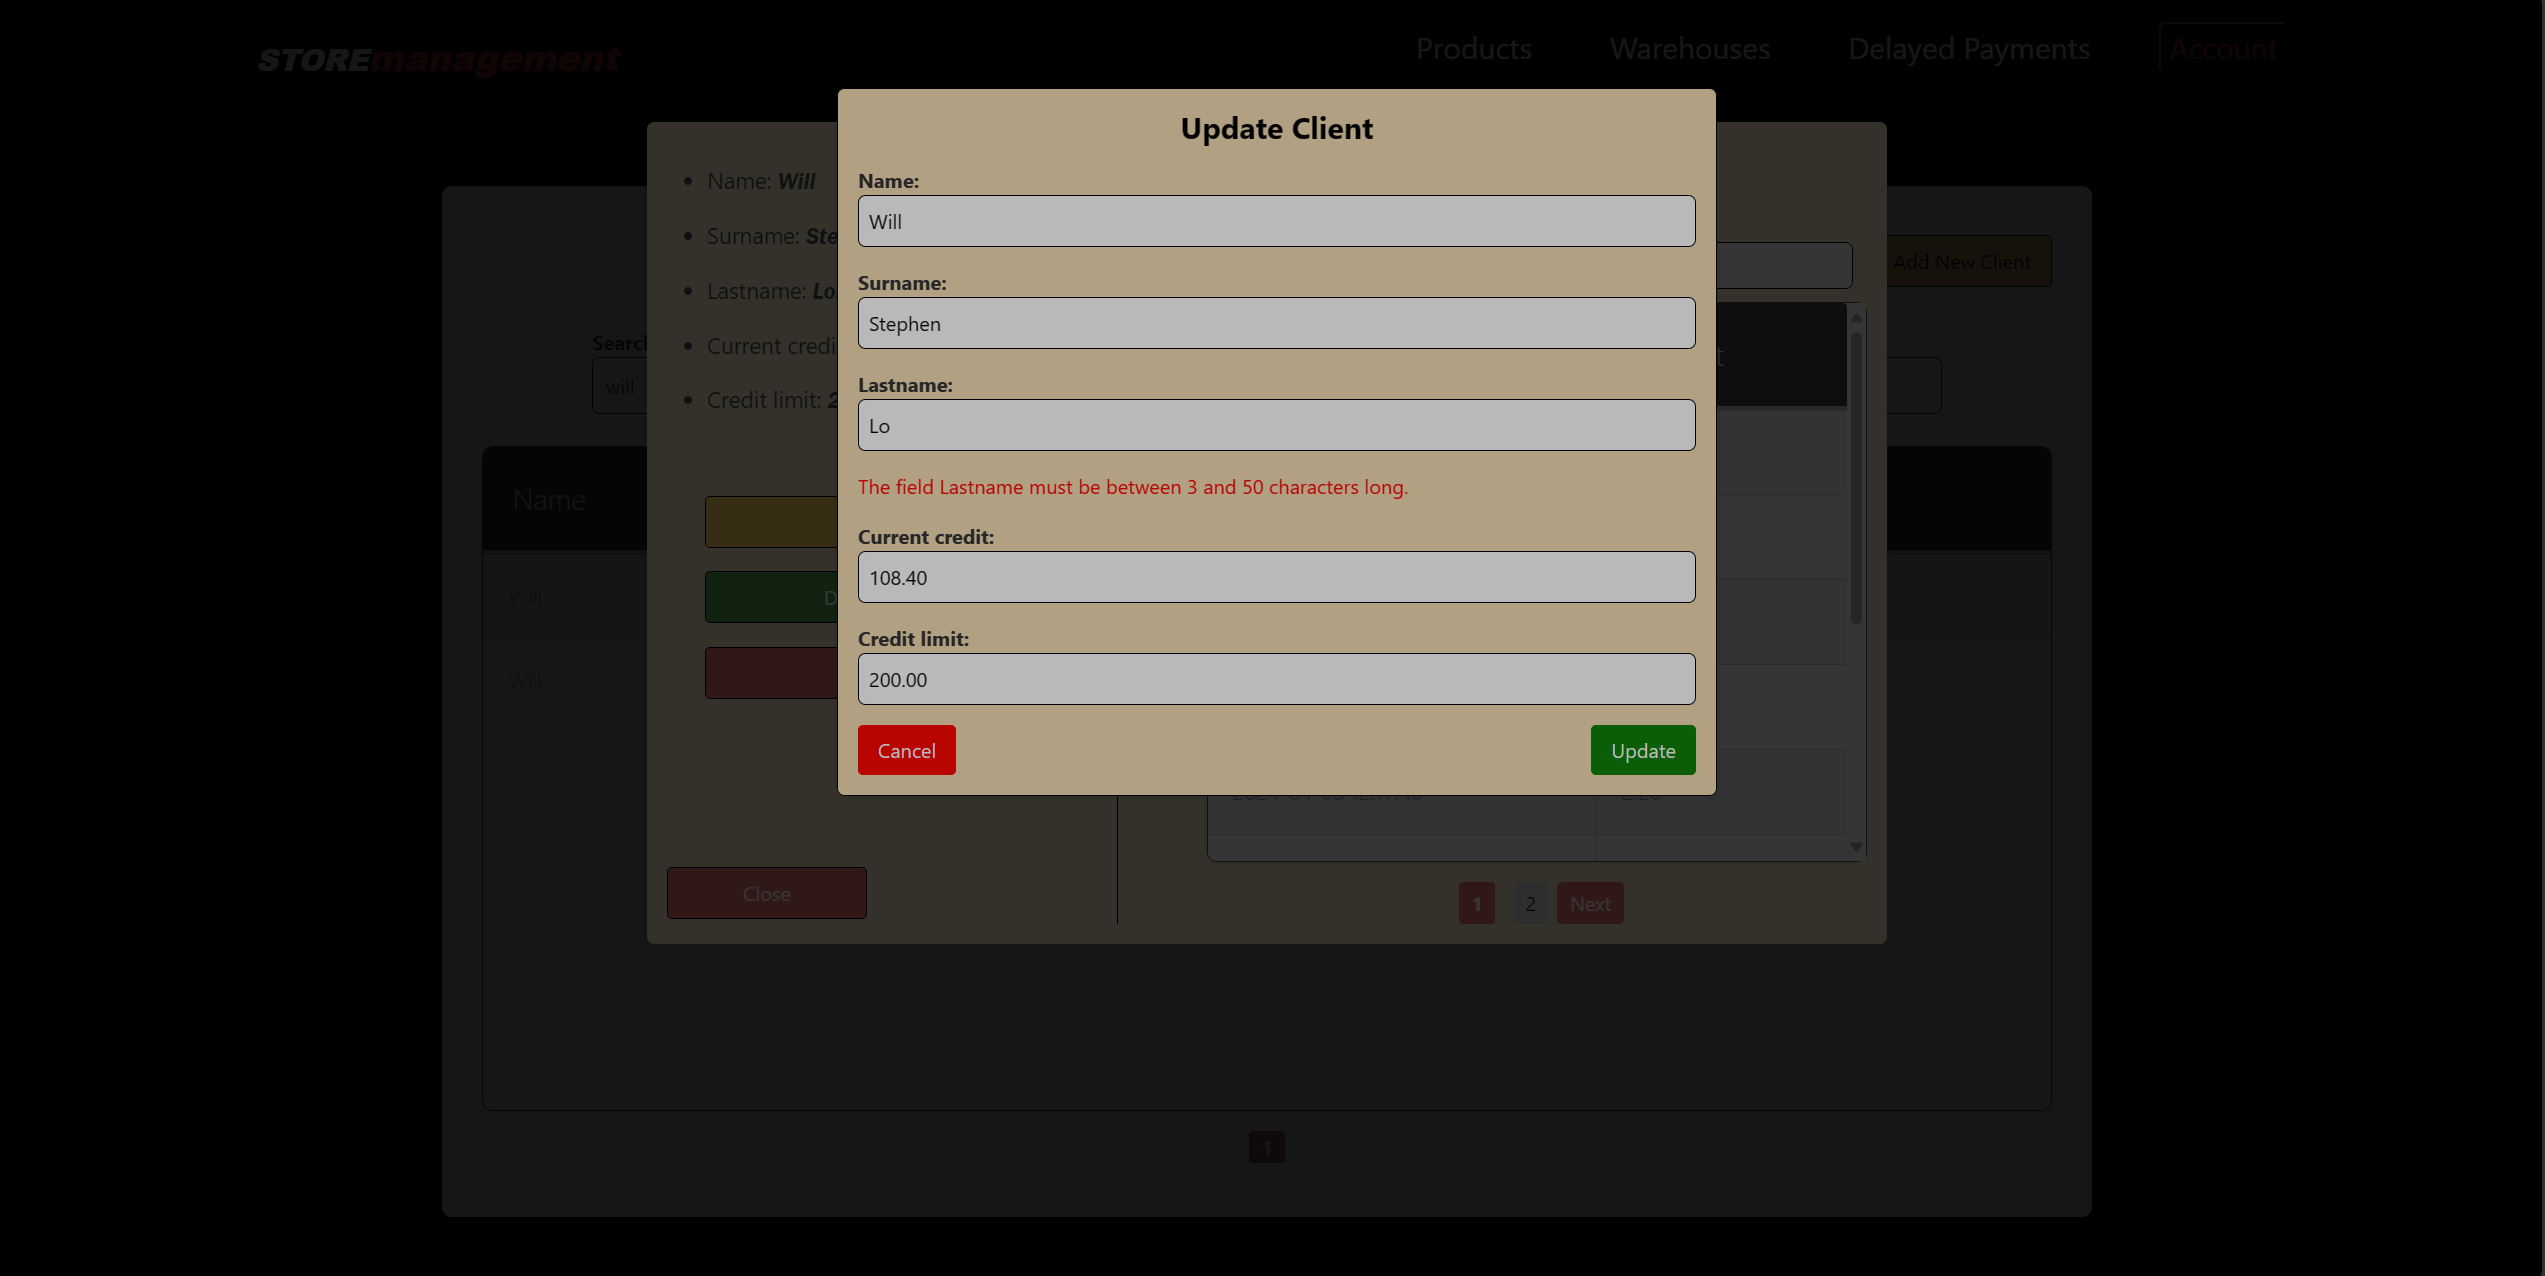 STOREmanagement
Products
Warehouses
Delayed Payments
Account
Update Client
Name:
Will
Surname:
Stephen
Lastname:
Lo
The field Lastname must be between 3 and 50 characters long.
Current credit:
108.40
Credit limit:
200.00
Cancel
Update
Name: Will
Surname: Ste
Lastname: Lo
Current credi
Credit limit: 2
D
Close
t
1
2
Next
Add New Client
Search
will
Name
Will
Will
1